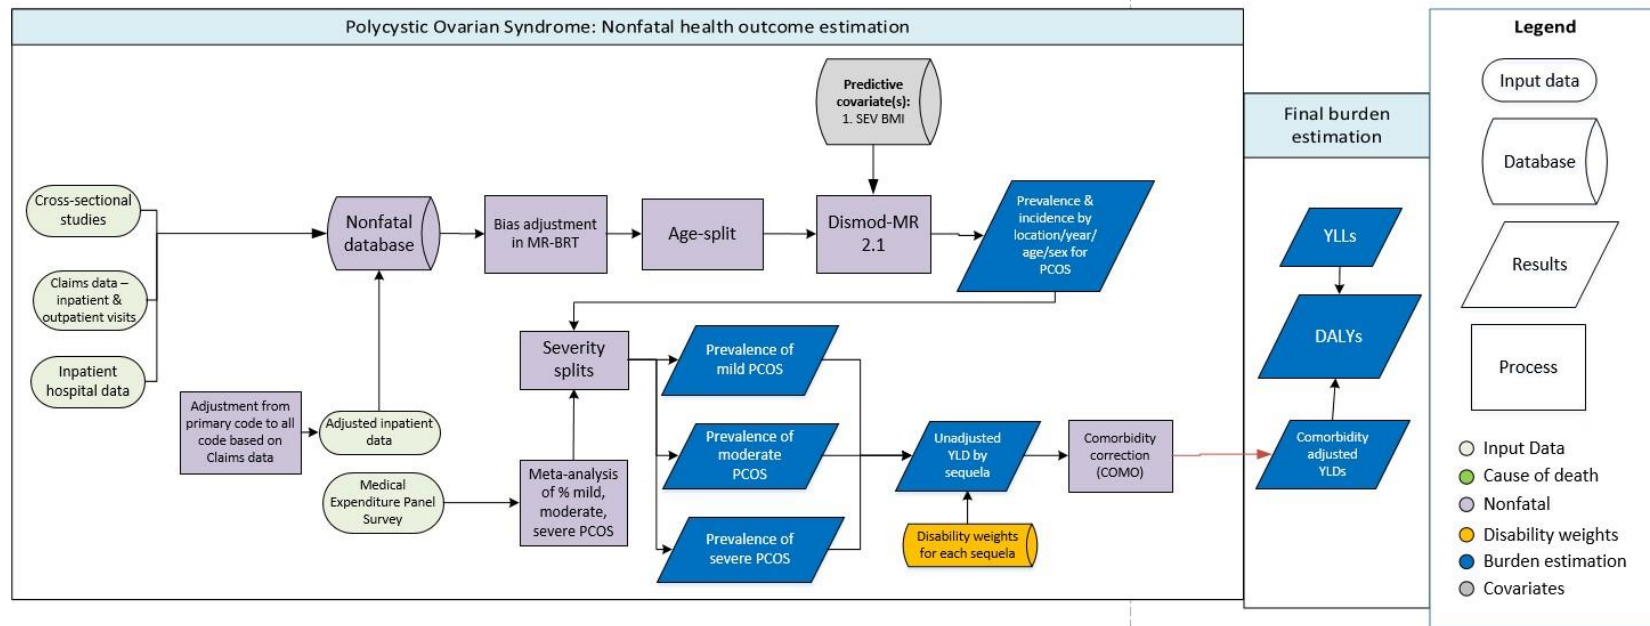 Polycystic Ovarian Syndrome: Nonfatal health outcome estimation
Predictive
covariate(s):
1. SEV BMI
Cross-sectional
studies
Claims data –
inpatient &
outpatient visits
Inpatient
hospital data
Nonfatal
database
Bias adjustment
in MR-BRT
Age-split
Dismod-MR
2.1
Prevalence &
incidence by
location/year/
age/sex for
PCOS
Adjustment from
primary code to all
code based on
Claims data
Adjusted inpatient
data
Medical
Expenditure Panel
Survey
Severity
splits
Meta-analysis
of % mild,
moderate,
severe PCOS
Prevalence of
mild PCOS
Prevalence of
moderate
PCOS
Prevalence of
severe PCOS
Unadjusted
YLD by
sequela
Disability weights
for each sequela
Comorbidity
correction
(COMO)
Final burden
estimation
YLLs
DALYs
Comorbidity
adjusted
YLDs
Legend
Input data
Database
Results
Process
Input Data
Cause of death
Nonfatal
Disability weights
Burden estimation
Covariates